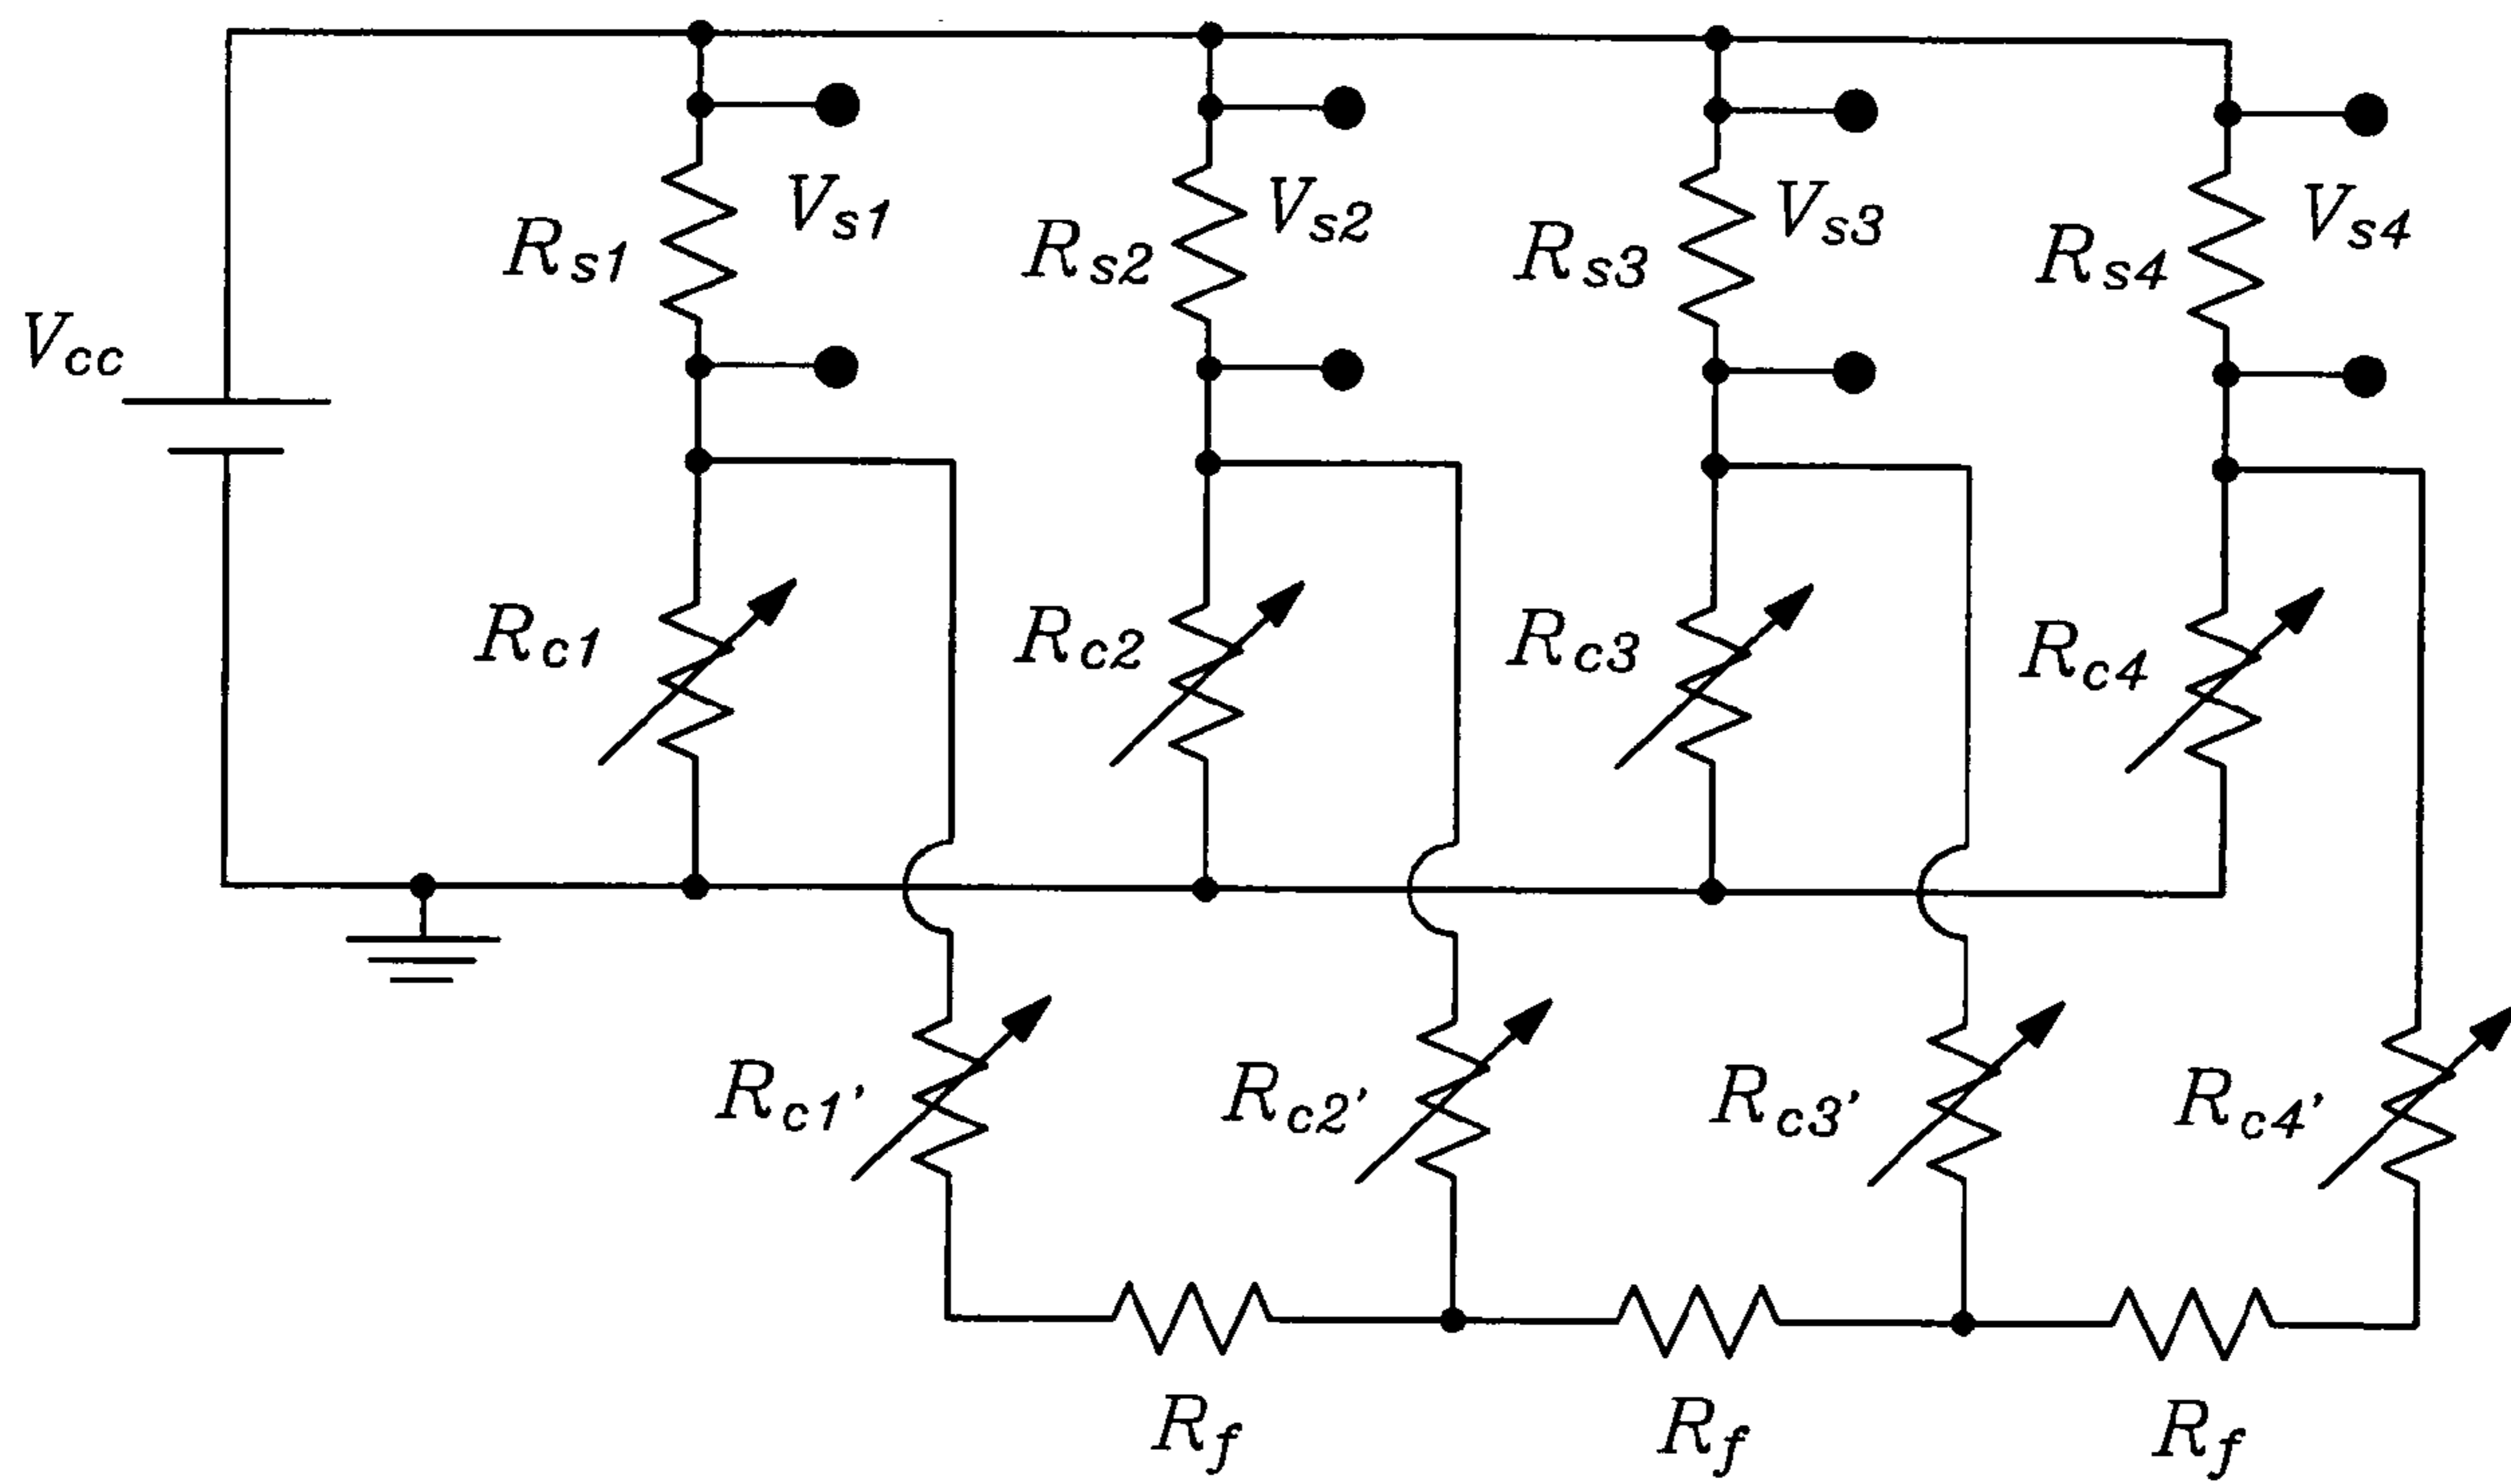 Vs1
Vs2
Vs3
Vs4
Rs1
Rs2
Rs3
Rs4
Vcc
Rc1
Rc2
Rc3
Rc4
Rc1'
Rc2'
Rc3'
Rc4'
Rf
Rf
Rf